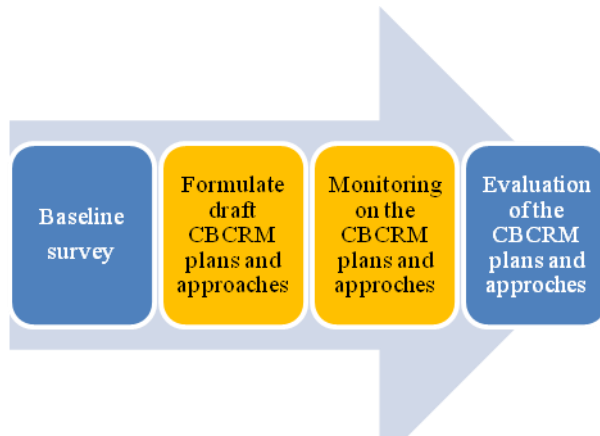 Baseline
survey
Formulate
draft
CBCRM
plans and
approaches
Monitoring
on the
CBCRM
plans and
approches
Evaluation
of the
CBCRM
plans and
approches